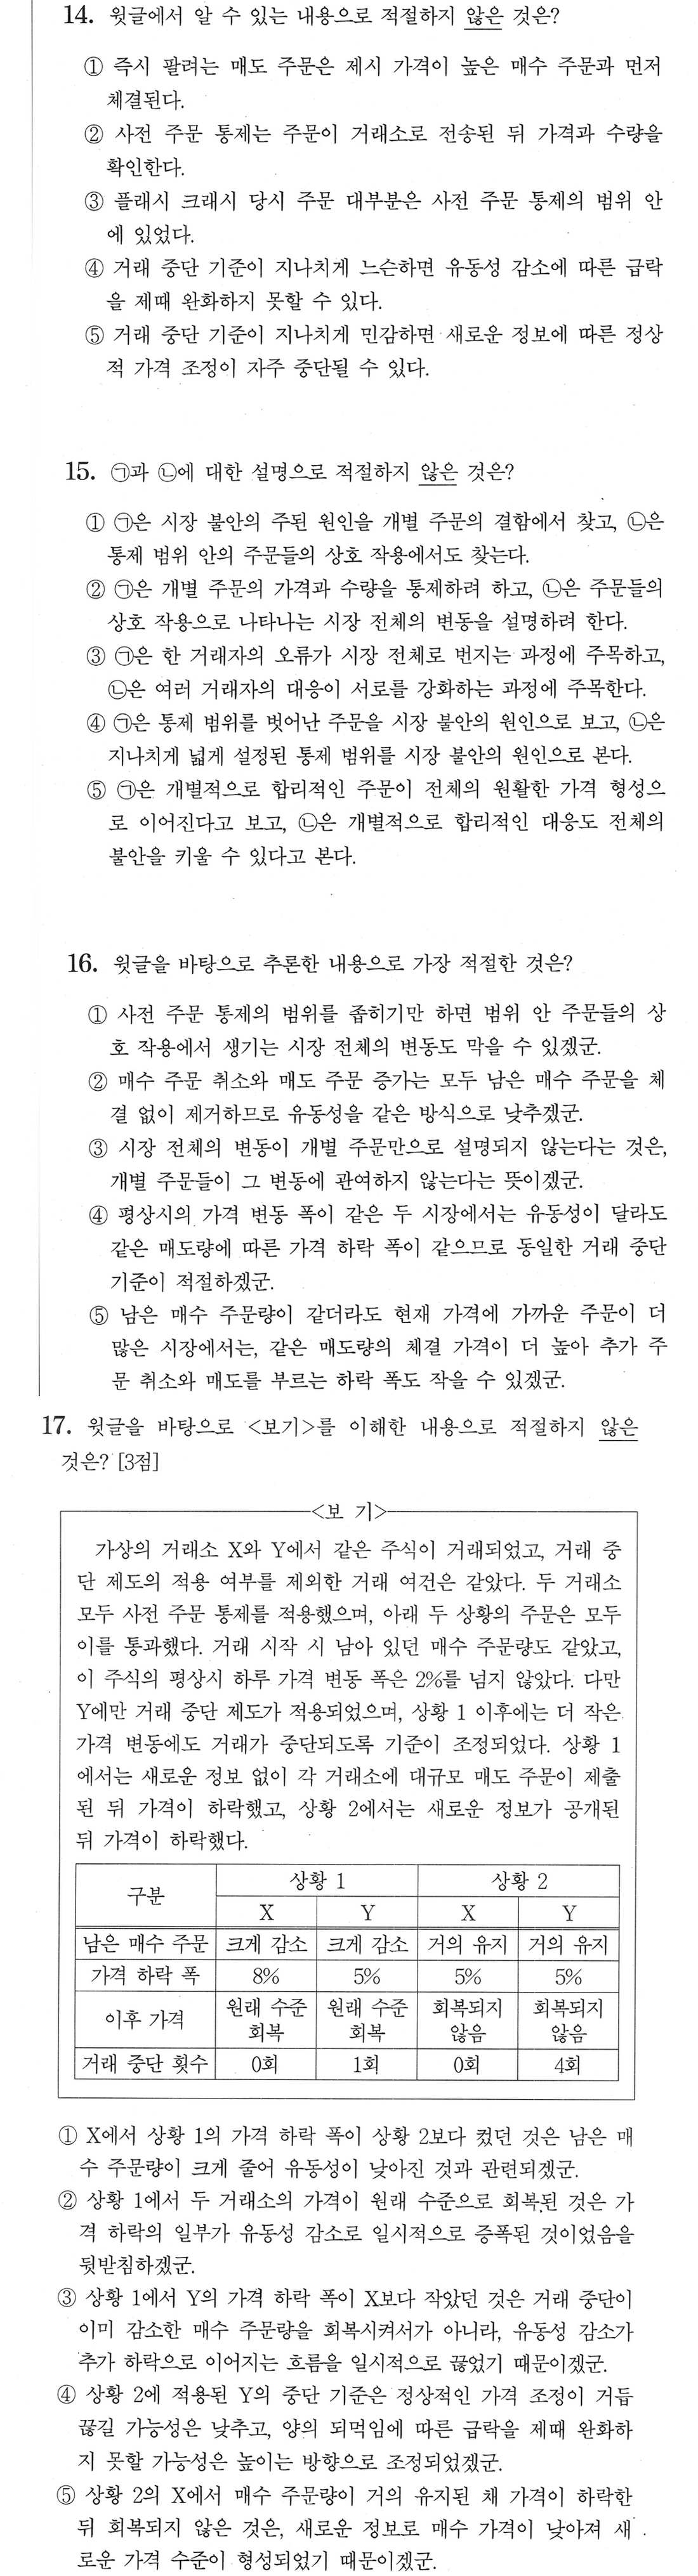 14. 윗글에서 알 수 있는 내용으로 적절하지 않은 것은?
① 즉시 팔려는 매도 주문은 제시 가격이 높은 매수 주문과 먼저
체결된다.
② 사전 주문 통제는 주문이 거래소로 전송된 뒤 가격과 수량을
확인한다.
③ 플래시 크래시 당시 주문 대부분은 사전 주문 통제의 범위 안
에 있었다.
④ 거래 중단 기준이 지나치게 느슨하면 유동성 감소에 따른 급락
을 제때 완화하지 못할 수 있다.
⑤ 거래 중단 기준이 지나치게 민감하면 새로운 정보에 따른 정상
적 가격 조정이 자주 중단될 수 있다.
15. ㉠과 ㉡에 대한 설명으로 적절하지 않은 것은?
① ㉠은 시장 불안의 주된 원인을 개별 주문의 결함에서 찾고, ㉡은
통제 범위 안의 주문들의 상호 작용에서도 찾는다.
② ㉠은 개별 주문의 가격과 수량을 통제하려 하고, ㉡은 주문들의
상호 작용으로 나타나는 시장 전체의 변동을 설명하려 한다.
③ ㉠은 한 거래자의 오류가 시장 전체로 번지는 과정에 주목하고,
㉡은 여러 거래자의 대응이 서로를 강화하는 과정에 주목한다.
④ ㉠은 통제 범위를 벗어난 주문을 시장 불안의 원인으로 보고, ㉡은
지나치게 넓게 설정된 통제 범위를 시장 불안의 원인으로 본다.
⑤ ㉠은 개별적으로 합리적인 주문이 전체의 원활한 가격 형성으
로 이어진다고 보고, ㉡은 개별적으로 합리적인 대응도 전체의
불안을 키울 수 있다고 본다.
16. 윗글을 바탕으로 추론한 내용으로 가장 적절한 것은?
① 사전 주문 통제의 범위를 좁히기만 하면 범위 안 주문들의 상
호 작용에서 생기는 시장 전체의 변동도 막을 수 있겠군.
② 매수 주문 취소와 매도 주문 증가는 모두 남은 매수 주문을 체
결 없이 제거하므로 유동성을 같은 방식으로 낮추겠군.
③ 시장 전체의 변동이 개별 주문만으로 설명되지 않는다는 것은,
개별 주문들이 그 변동에 관여하지 않는다는 뜻이겠군.
④ 평상시의 가격 변동 폭이 같은 두 시장에서는 유동성이 달라도
같은 매도량에 따른 가격 하락 폭이 같으므로 동일한 거래 중단
기준이 적절하겠군.
⑤ 남은 매수 주문량이 같더라도 현재 가격에 가까운 주문이 더
많은 시장에서는, 같은 매도량의 체결 가격이 더 높아 추가 주
문 취소와 매도를 부르는 하락 폭도 작을 수 있겠군.
17. 윗글을 바탕으로 <보기>를 이해한 내용으로 적절하지 않은
것은? [3점]
<보 기>
가상의 거래소 X와 Y에서 같은 주식이 거래되었고, 거래 중
단 제도의 적용 여부를 제외한 거래 여건은 같았다. 두 거래소
모두 사전 주문 통제를 적용했으며, 아래 두 상황의 주문은 모두
이를 통과했다. 거래 시작 시 남아 있던 매수 주문량도 같았고,
이 주식의 평상시 하루 가격 변동 폭은 2%를 넘지 않았다. 다만
Y에만 거래 중단 제도가 적용되었으며, 상황 1 이후에는 더 작은
가격 변동에도 거래가 중단되도록 기준이 조정되었다. 상황 1
에서는 새로운 정보 없이 각 거래소에 대규모 매도 주문이 제출
된 뒤 가격이 하락했고, 상황 2에서는 새로운 정보가 공개된
뒤 가격이 하락했다.
구분 상황 1 상황 2
X Y X Y
남은 매수 주문 크게 감소 크게 감소 거의 유지 거의 유지
가격 하락 폭 8% 5% 5% 5%
이후 가격 원래 수준 회복 원래 수준 회복 회복되지 않음 회복되지 않음
거래 중단 횟수 0회 1회 0회 4회
① X에서 상황 1의 가격 하락 폭이 상황 2보다 컸던 것은 남은 매
수 주문량이 크게 줄어 유동성이 낮아진 것과 관련되겠군.
② 상황 1에서 두 거래소의 가격이 원래 수준으로 회복된 것은 가
격 하락의 일부가 유동성 감소로 일시적으로 증폭된 것이었음을
뒷받침하겠군.
③ 상황 1에서 Y의 가격 하락 폭이 X보다 작았던 것은 거래 중단이
이미 감소한 매수 주문량을 회복시켜서가 아니라, 유동성 감소가
추가 하락으로 이어지는 흐름을 일시적으로 끊었기 때문이겠군.
④ 상황 2에 적용된 Y의 중단 기준은 정상적인 가격 조정이 거듭
끊길 가능성은 낮추고, 양의 되먹임에 따른 급락을 제때 완화하
지 못할 가능성은 높이는 방향으로 조정되었겠군.
⑤ 상황 2의 X에서 매수 주문량이 거의 유지된 채 가격이 하락한
뒤 회복되지 않은 것은, 새로운 정보로 매수 가격이 낮아져 새
로운 가격 수준이 형성되었기 때문이겠군.